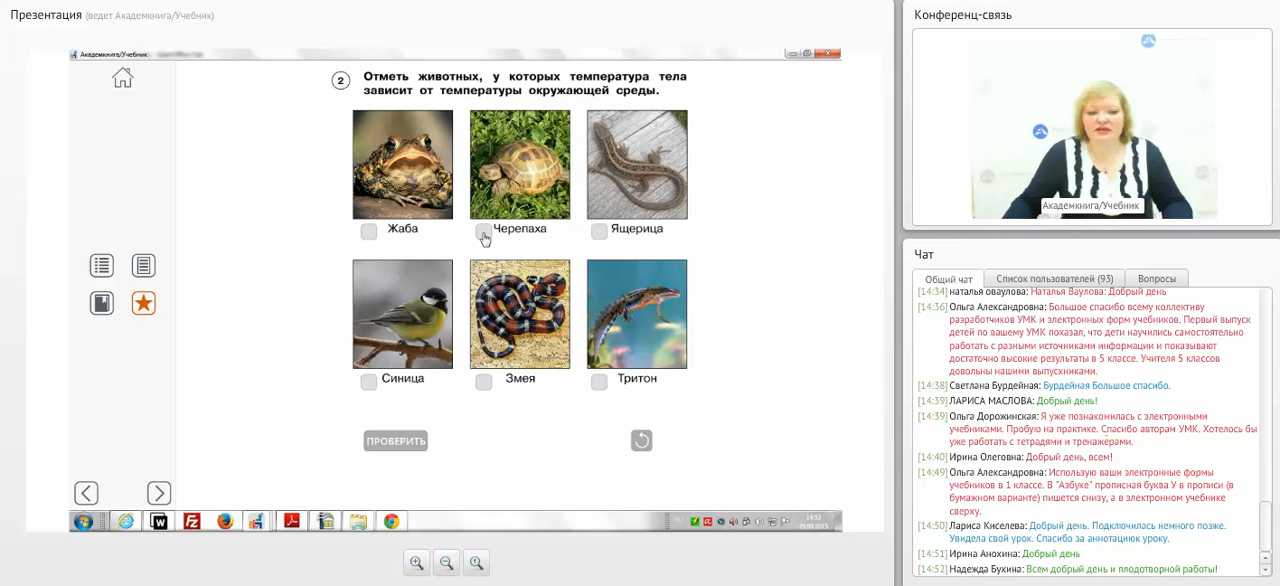 Презентация (ведет Академкнига/Учебник)
Академкнига/Учебник
2 Отметь животных, у которых температура тела
зависит от температуры окружающей среды.
Жаба
Черепаха
Ящерица
Синица
Змея
Тритон
ПРОВЕРИТЬ
RU
14:52
Конференц-связь
Академкнига/Учебник
Чат
Общий чат
Список пользователей (93)
Вопросы
[14:34] наталья оваулова: Наталья Ваулова: Добрый день
[14:36] Ольга Александровна: Большое спасибо всему коллективу
разработчиков УМК и электронных форм учебников. Первый выпуск
детей по вашему УМК показал, что дети научились самостоятельно
работать с разными источниками информации и показывают
достаточно высокие результаты в 5 классе. Учителя 5 классов
довольны нашини выпускниками.
[14:38] Светлана Бурдейная: Бурдейная Большое спасибо.
[14:39] ЛАРИСА МАСЛОВА: Добрый день!
[14:39] Ольга Дорожинская: Я уже познакомилась с электронными
учебниками. Пробую на практике. Спасибо авторам УМК. Хотелось бы
уже работать с тетрадями и тренажёрами.
[14:40] Ирина Олеговна: Добрый день, всем!
[14:49] Ольга Александровна: Использую ваши электронные формы
учебников в 1 классе. В "Азбуке" прописная буква У в прописи (в
бумажном варианте) пишется снизу, а в электронном учебнике
сверху.
[14:50] Лариса Киселева: Добрый день. Подключилась немного позже.
Увидела свой урок. Спасибо за аннотациюк уроку.
[14:51] Ирина Анохина: Добрый день
[14:52] Надежда Букина: Всем добрый день и плодотворной работы!